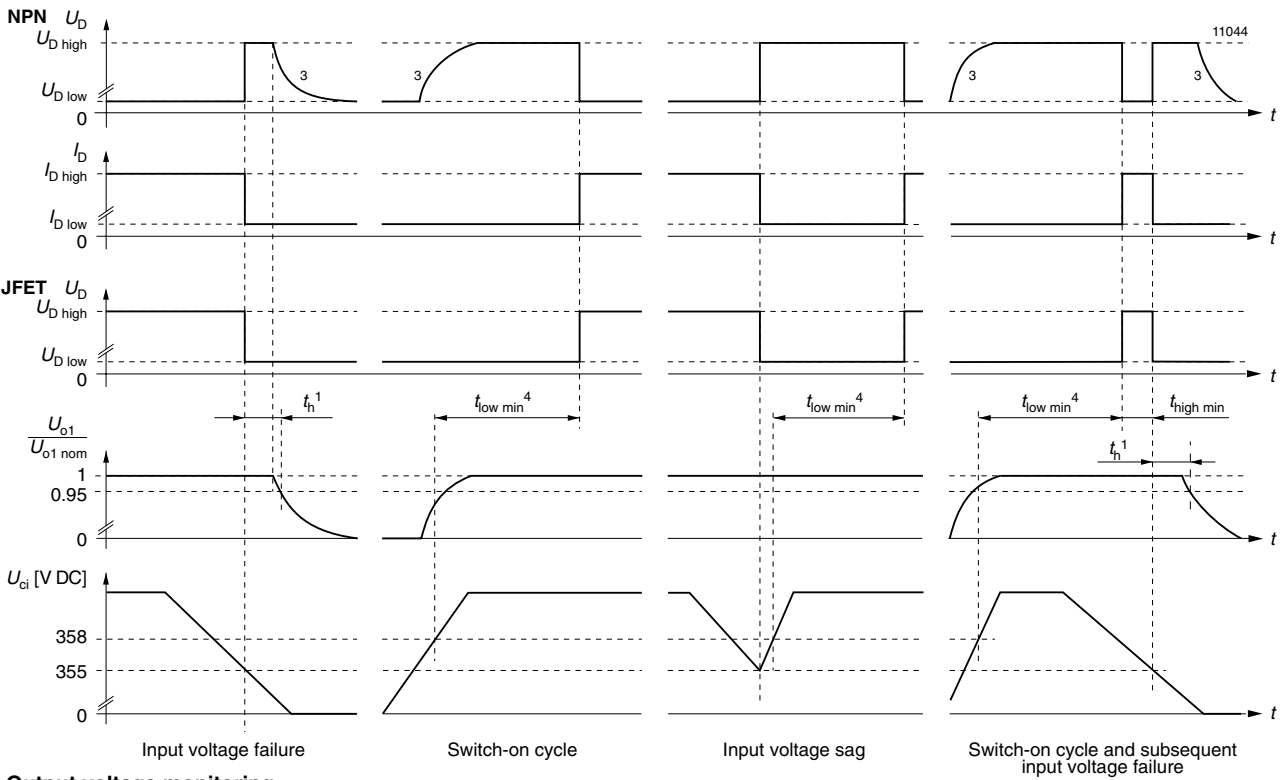 NPN U_D
U_D high
11044
3
3
3
3
U_D low
0
t
I_D
I_D high
I_D low
0
t
JFET U_D
U_D high
U_D low
0
t
t_h^1
t_low min^4
t_low min^4
t_low min^4
t_high min
U_o1
U_o1 nom
t_h^1
1
0.95
0
t
U_ci [V DC]
358
355
0
t
Input voltage failure
Switch-on cycle
Input voltage sag
Switch-on cycle and subsequent
input voltage failure